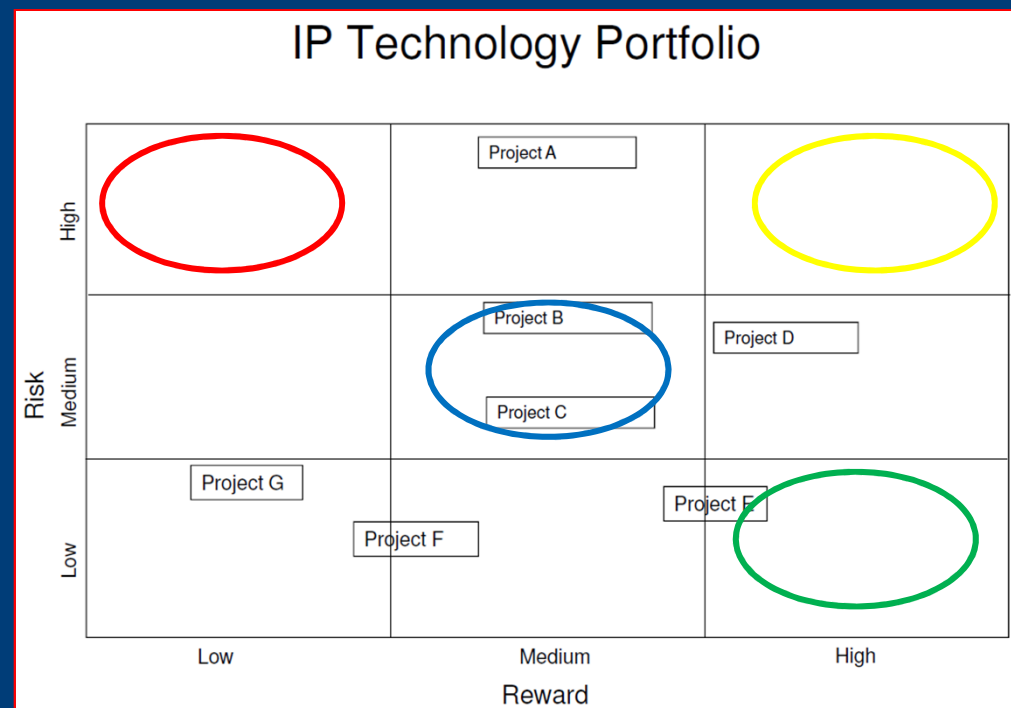 IP Technology Portfolio
Project A
High
Project B
Project D
Risk
Medium
Project C
Project G
Project E
Project F
Low
Low
Medium
High
Reward